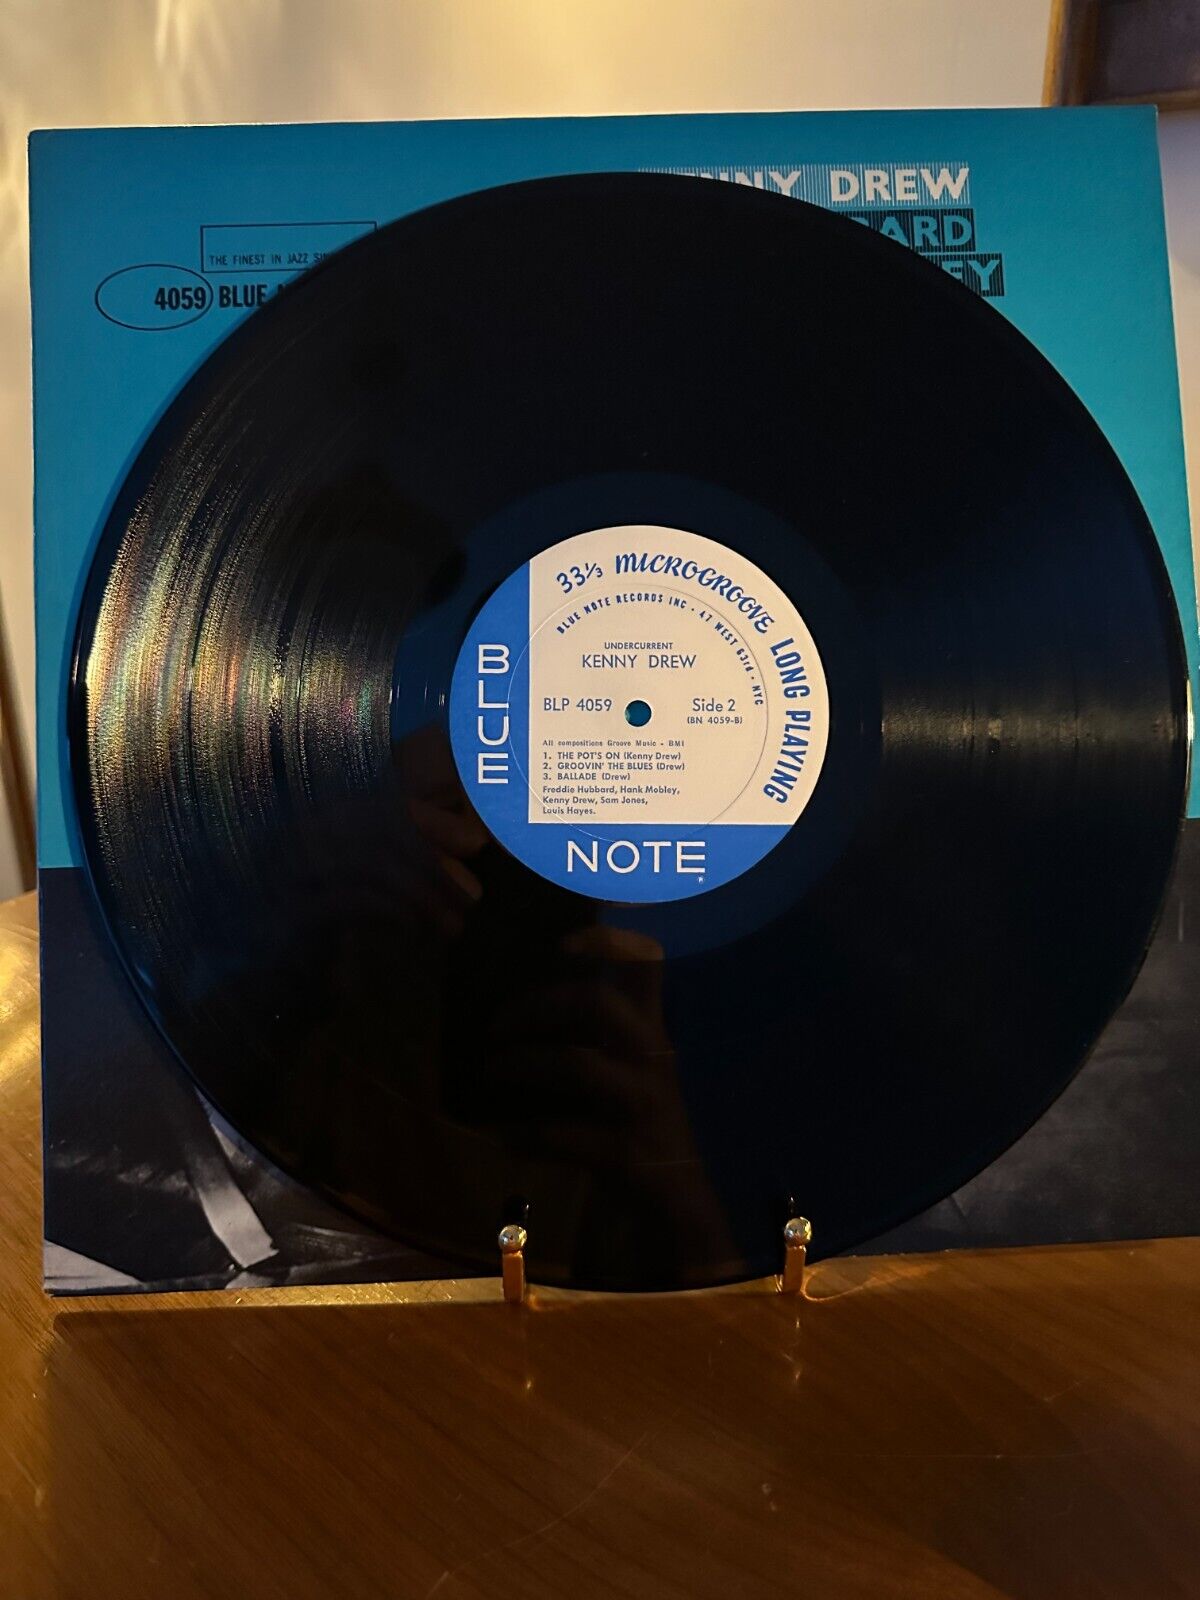 DREW
THE FINEST IN JAZZ
4059 BLUE
33⅓ MICROGROOVE LONG PLAYING
BLUE NOTE RECORDS INC • 47 WEST 63rd • NYC
UNDERCURRENT
KENNY DREW
BLP 4059 Side 2
(BN 4059-B)
All compositions Groove Music - BMI
1. THE POT'S ON (Kenny Drew)
2. GROOVIN' THE BLUES (Drew)
3. BALLADE (Drew)
Freddie Hubbard, Hank Mobley,
Kenny Drew, Sam Jones,
Louis Hayes.
BLUE
NOTE
®